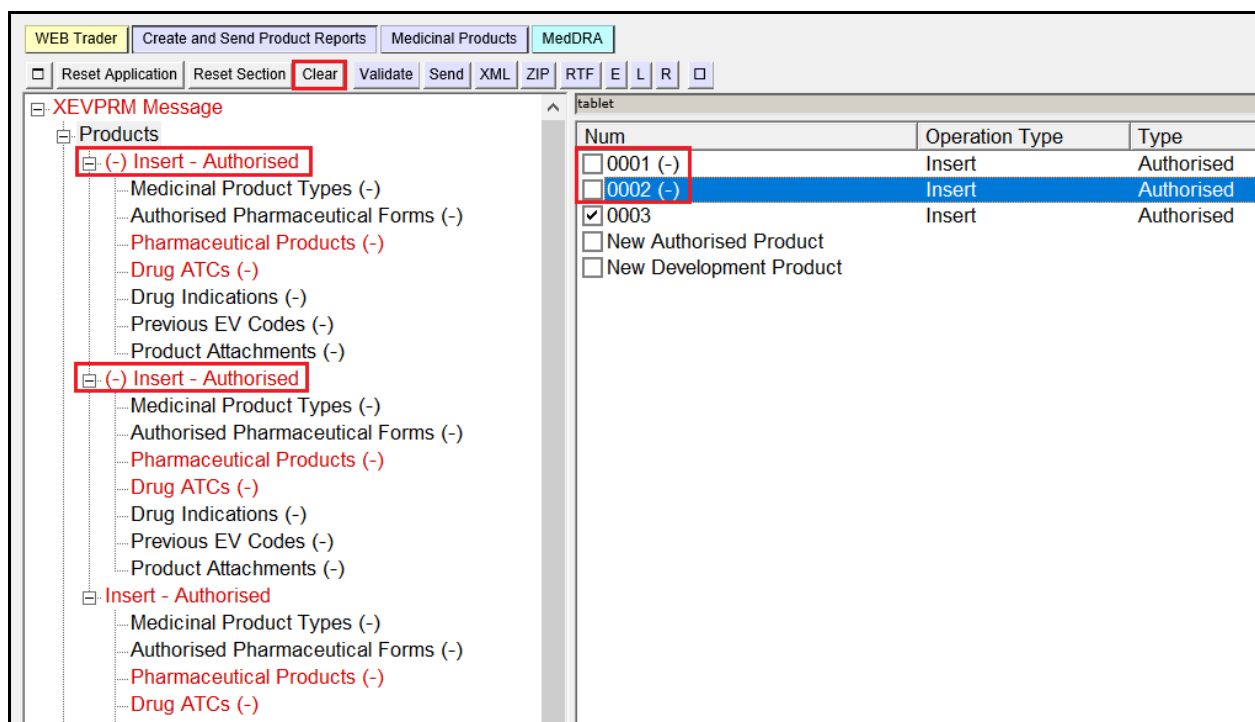 WEB Trader Create and Send Product Reports Medicinal Products MedDRA
Reset Application Reset Section Clear Validate Send XML ZIP RTF E L R
XEVPRM Message
Products
(-) Insert - Authorised
Medicinal Product Types (-)
Authorised Pharmaceutical Forms (-)
Pharmaceutical Products (-)
Drug ATCs (-)
Drug Indications (-)
Previous EV Codes (-)
Product Attachments (-)
(-) Insert - Authorised
Medicinal Product Types (-)
Authorised Pharmaceutical Forms (-)
Pharmaceutical Products (-)
Drug ATCs (-)
Drug Indications (-)
Previous EV Codes (-)
Product Attachments (-)
Insert - Authorised
Medicinal Product Types (-)
Authorised Pharmaceutical Forms (-)
Pharmaceutical Products (-)
Drug ATCs (-)
tablet
Num Operation Type Type
0001 (-) Insert Authorised
0002 (-) Insert Authorised
0003 Insert Authorised
New Authorised Product
New Development Product